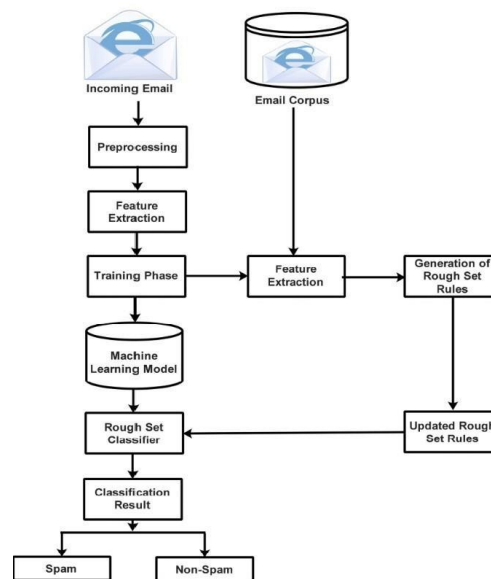 Incoming Email
Email Corpus
Preprocessing
Feature
Extraction
Training Phase
Feature
Extraction
Generation of
Rough Set
Rules
Machine
Learning Model
Rough Set
Classifier
Updated Rough
Set Rules
Classification
Result
Spam
Non-Spam